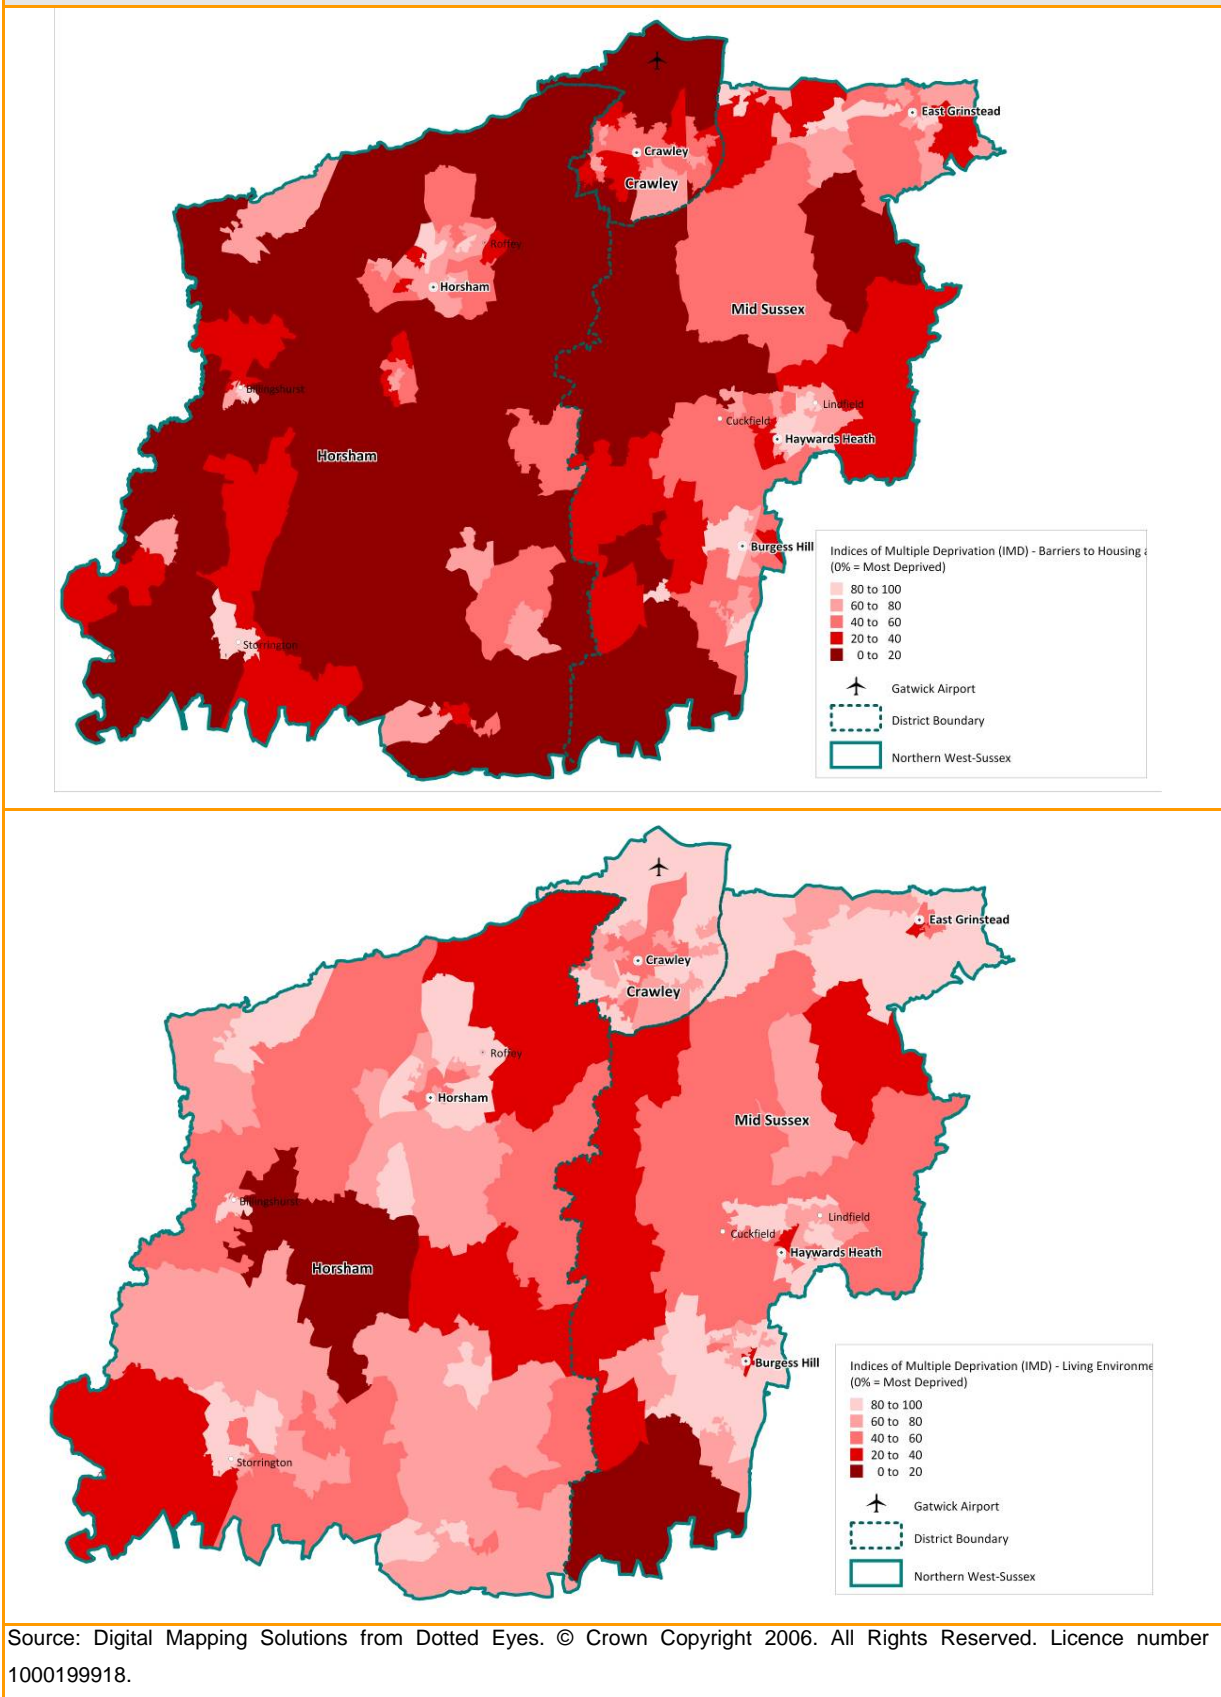 East Grinstead
Crawley
Crawley
Roffey
Horsham
Mid Sussex
Billingshurst
Lindfield
Cuckfield
Haywards Heath
Horsham
Burgess Hill
Storrington
Indices of Multiple Deprivation (IMD) - Barriers to Housing
(0% = Most Deprived)
80 to 100
60 to 80
40 to 60
20 to 40
0 to 20
Gatwick Airport
District Boundary
Northern West-Sussex
East Grinstead
Crawley
Crawley
Roffey
Horsham
Mid Sussex
Billingshurst
Lindfield
Cuckfield
Haywards Heath
Horsham
Burgess Hill
Storrington
Indices of Multiple Deprivation (IMD) - Living Environme
(0% = Most Deprived)
80 to 100
60 to 80
40 to 60
20 to 40
0 to 20
Gatwick Airport
District Boundary
Northern West-Sussex
Source: Digital Mapping Solutions from Dotted Eyes. © Crown Copyright 2006. All Rights Reserved. Licence number
1000199918.